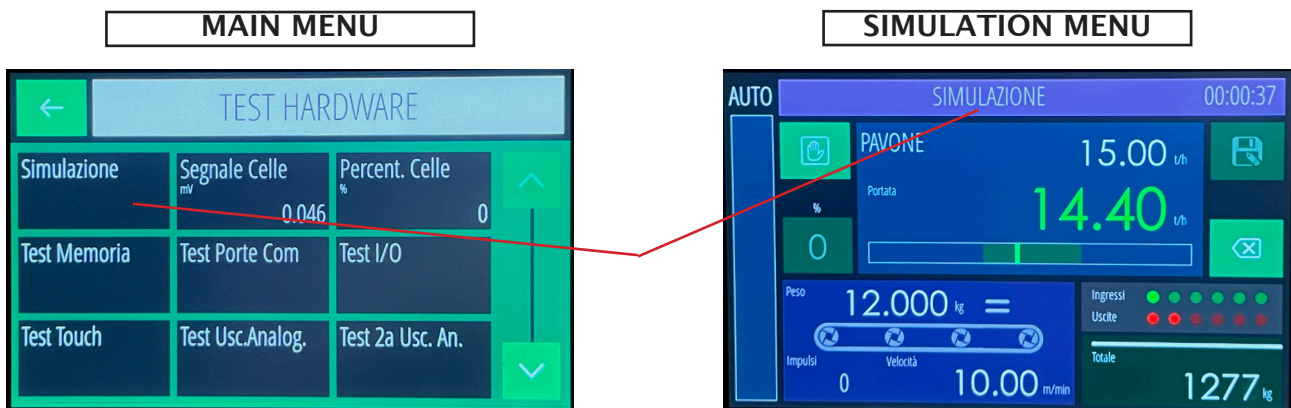 MAIN MENU
TEST HARDWARE
Simulazione
Segnale Celle
mV
0.046
Percent. Celle
%
0
Test Memoria
Test Porte Com
Test I/O
Test Touch
Test Usc.Analog.
Test 2a Usc. An.
SIMULATION MENU
AUTO
SIMULAZIONE
00:00:37
PAVONE
15.00 t/h
Portata
14.40 t/h
%
0
Peso
12.000 kg =
Impulsi
0
Velocità
10.00 m/min
Ingressi
Uscite
Totale
1277 kg